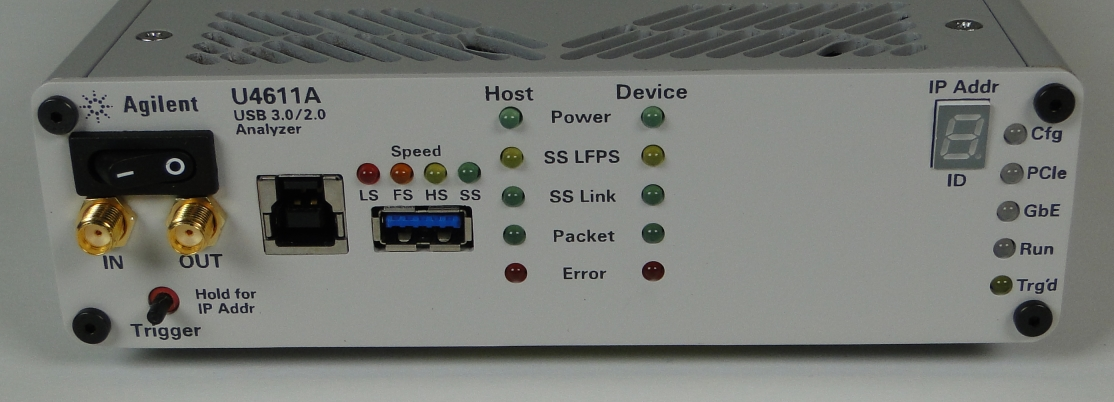 Agilent
U4611A
USB 3.0/2.0
Analyzer
IN
OUT
Hold for
IP Addr
Trigger
Speed
LS FS HS SS
Host
Device
Power
SS LFPS
SS Link
Packet
Error
IP Addr
ID
Cfg
PCIe
GbE
Run
Trg'd